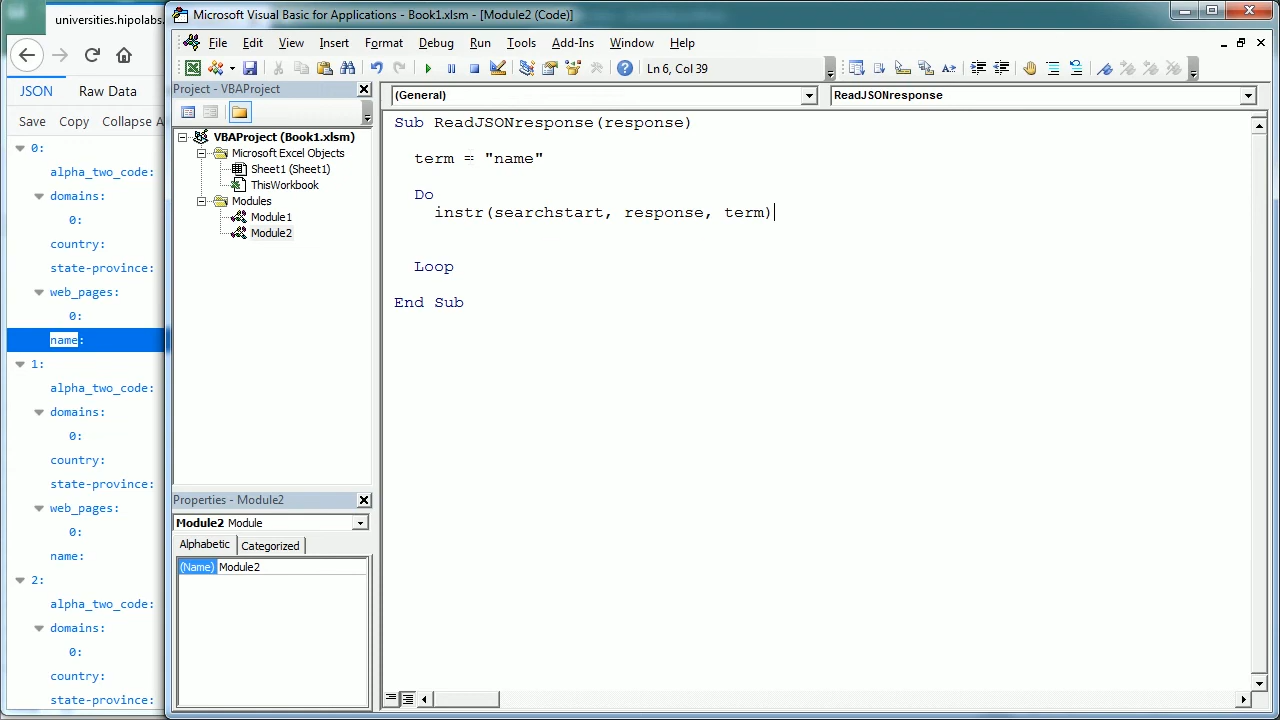 universities.hipolabs.
JSON
Raw Data
Save
Copy
Collapse A
0:
alpha_two_code:
domains:
0:
country:
state-province:
web_pages:
0:
name:
1:
alpha_two_code:
domains:
0:
country:
state-province:
web_pages:
0:
name:
2:
alpha_two_code:
domains:
0:
country:
state-province:
Microsoft Visual Basic for Applications - Book1.xlsm - [Module2 (Code)]
File Edit View Insert Format Debug Run Tools Add-Ins Window Help
Ln 6, Col 39
Project - VBAProject
VBAProject (Book1.xlsm)
Microsoft Excel Objects
Sheet1 (Sheet1)
ThisWorkbook
Modules
Module1
Module2
Properties - Module2
Module2 Module
Alphabetic Categorized
(Name) Module2
(General) ReadJSONresponse
Sub ReadJSONresponse(response)
term = "name"
Do
instr(searchstart, response, term)
Loop
End Sub